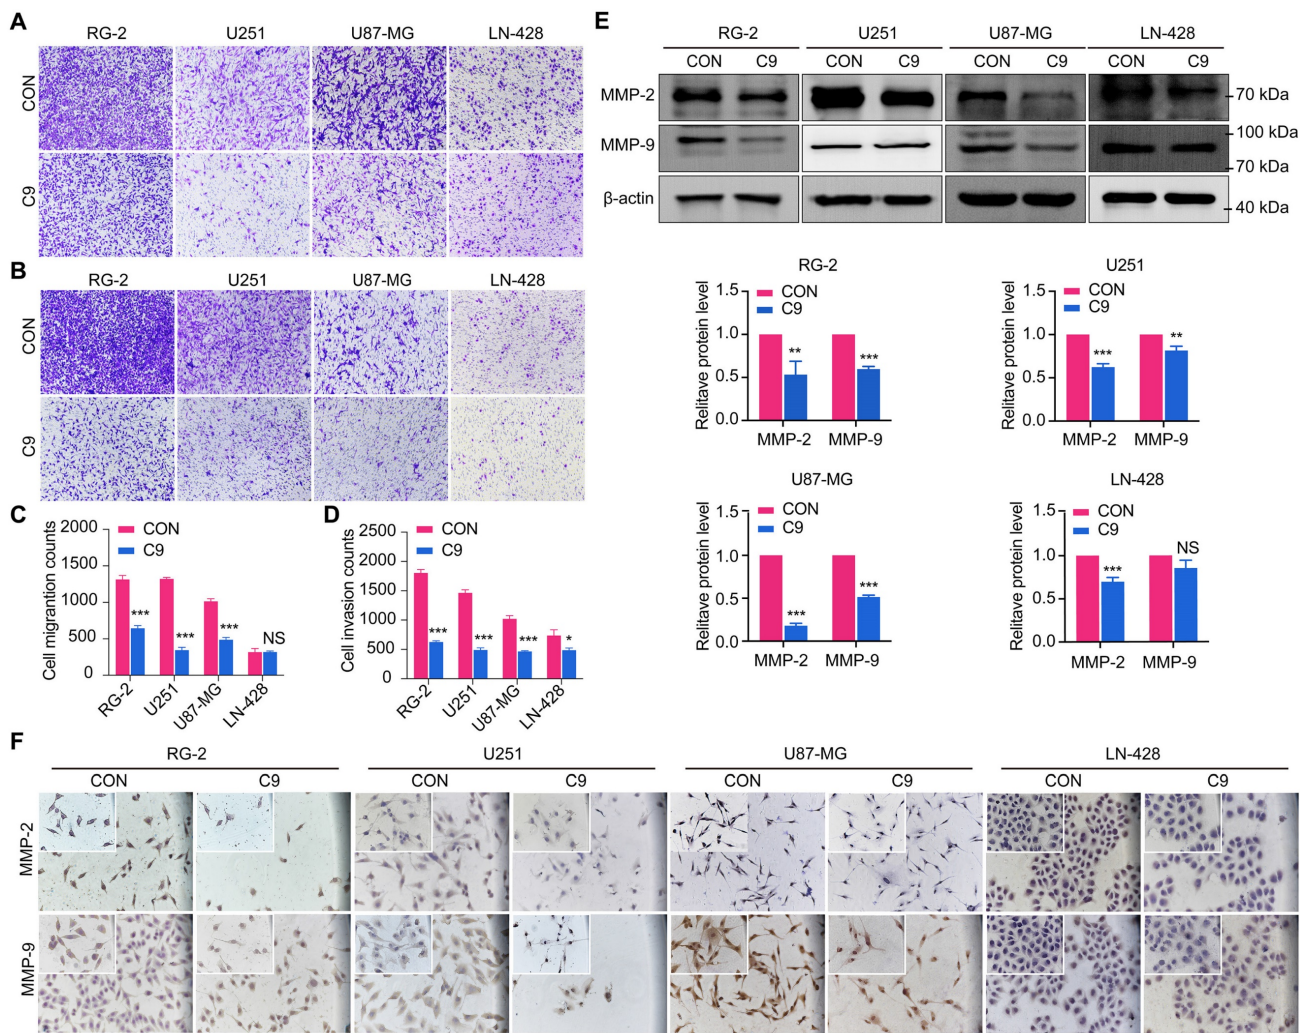 A
RG-2 U251 U87-MG LN-428
CON
C9
B
RG-2 U251 U87-MG LN-428
CON
C9
C
Cell migrantion counts
2000
1500
1000
500
0
CON
C9
*** *** *** NS
RG-2 U251 U87-MG LN-428
D
Cell invasion counts
2500
2000
1500
1000
500
0
CON
C9
*** *** *** *
RG-2 U251 U87-MG LN-428
E
RG-2 U251 U87-MG LN-428
CON C9 CON C9 CON C9 CON C9
MMP-2 70 kDa
MMP-9 100 kDa
70 kDa
β-actin 40 kDa
RG-2
Relitave protein level
1.5
1.0
0.5
0.0
CON
C9
** ***
MMP-2 MMP-9
U251
Relitave protein level
1.5
1.0
0.5
0.0
CON
C9
*** **
MMP-2 MMP-9
U87-MG
Relitave protein level
1.5
1.0
0.5
0.0
CON
C9
*** ***
MMP-2 MMP-9
LN-428
Relitave protein level
1.5
1.0
0.5
0.0
CON
C9
*** NS
MMP-2 MMP-9
F
RG-2 U251 U87-MG LN-428
CON C9 CON C9 CON C9 CON C9
MMP-2
MMP-9